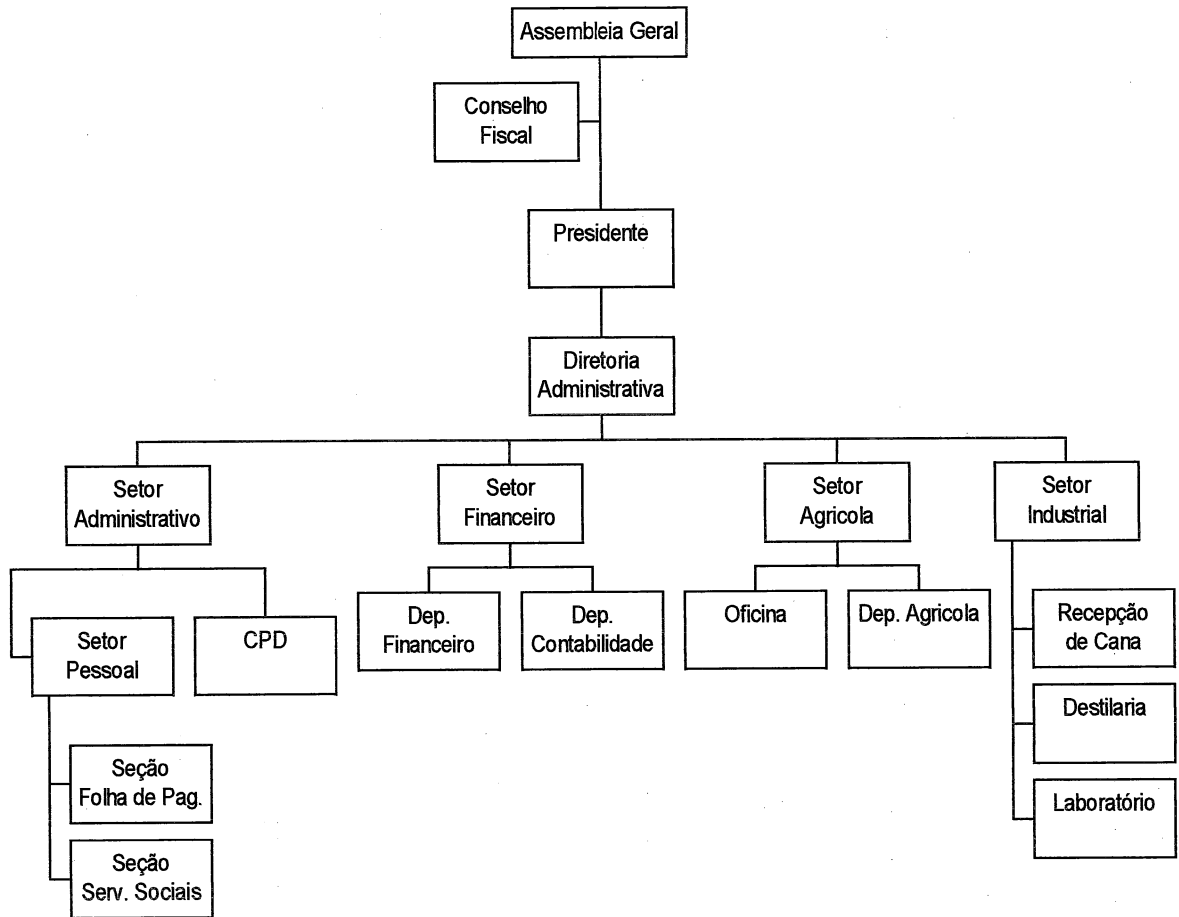 Assembleia Geral
Conselho
Fiscal
Presidente
Diretoria
Administrativa
Setor
Administrativo
Setor
Financeiro
Setor
Agricola
Setor
Industrial
Setor
Pessoal
CPD
Dep.
Financeiro
Dep.
Contabilidade
Oficina
Dep. Agricola
Recepção
de Cana
Destilaria
Laboratório
Seção
Folha de Pag.
Seção
Serv. Sociais